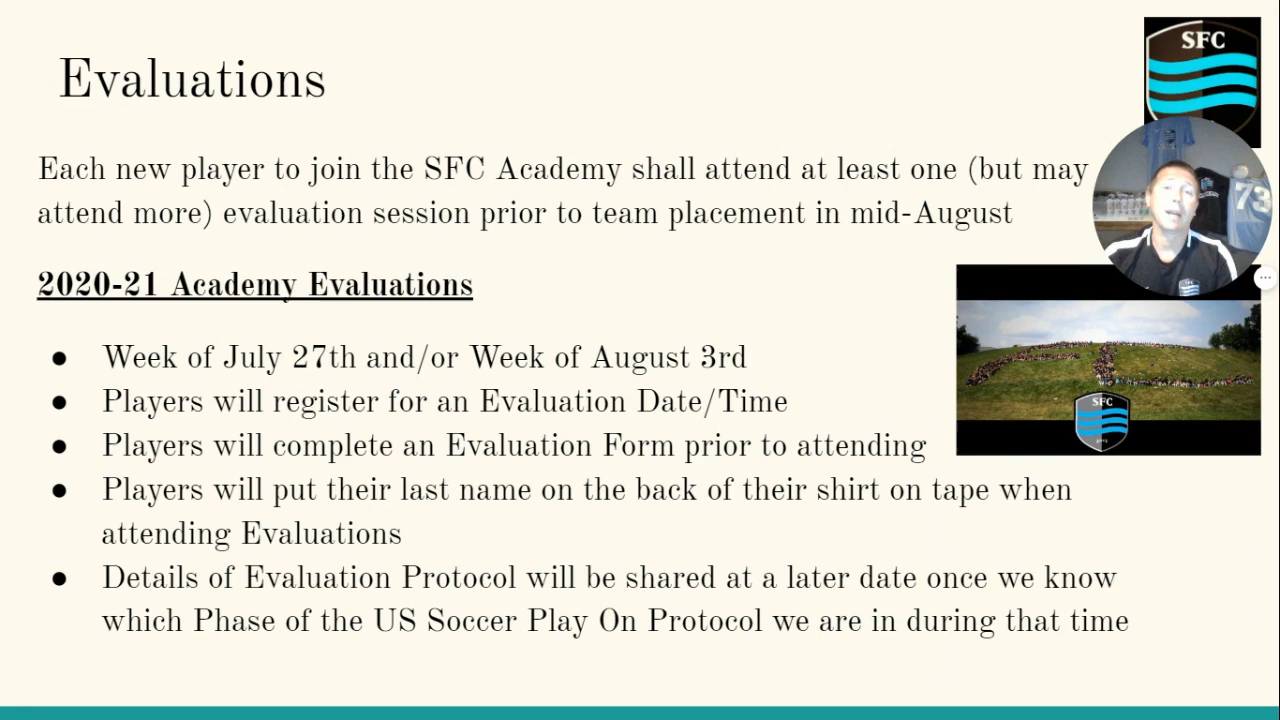 Evaluations
SFC
Each new player to join the SFC Academy shall attend at least one (but may
attend more) evaluation session prior to team placement in mid-August
73
2020-21 Academy Evaluations
● Week of July 27th and/or Week of August 3rd
● Players will register for an Evaluation Date/Time
● Players will complete an Evaluation Form prior to attending
SFC
● Players will put their last name on the back of their shirt on tape when
attending Evaluations
● Details of Evaluation Protocol will be shared at a later date once we know
which Phase of the US Soccer Play On Protocol we are in during that time